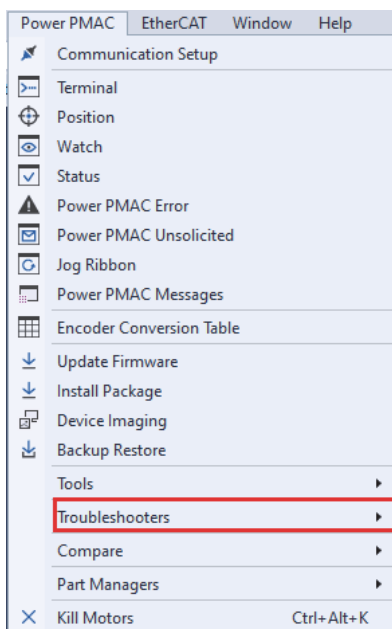 Power PMAC EtherCAT Window Help
Communication Setup
Terminal
Position
Watch
Status
Power PMAC Error
Power PMAC Unsolicited
Jog Ribbon
Power PMAC Messages
Encoder Conversion Table
Update Firmware
Install Package
Device Imaging
Backup Restore
Tools
Troubleshooters
Compare
Part Managers
Kill Motors Ctrl+Alt+K